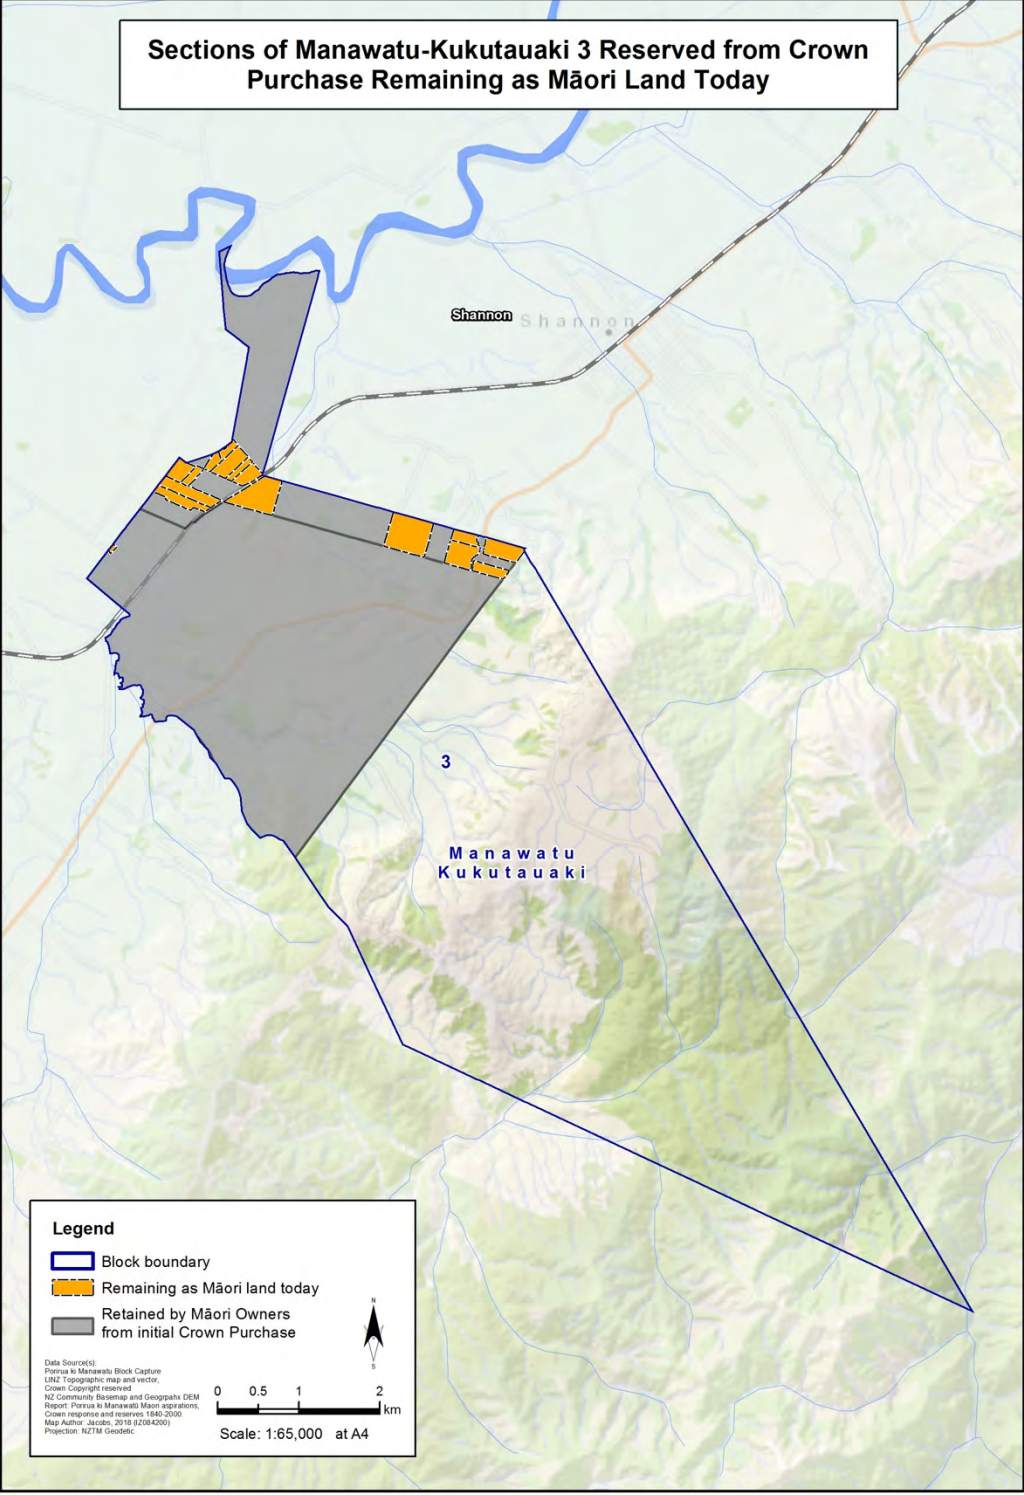 Sections of Manawatu-Kukutauaki 3 Reserved from Crown
Purchase Remaining as Māori Land Today
Shannon
Shannon
3
Manawatu
Kukutauaki
Legend
Block boundary
Remaining as Māori land today
Retained by Māori Owners
from initial Crown Purchase
N
S
Data Source(s):
Porirua ki Manawatu Block Capture
LINZ Topographic map and vector,
Crown Copyright reserved
NZ Community Basemap and Geogrpahx DEM
Report: Porirua ki Manawatū Maori aspirations,
Crown response and reserves 1840-2000.
Map Author: Jacobs, 2018 (IZ084200)
Projection: NZTM Geodetic
0 0.5 1 2
km
Scale: 1:65,000 at A4